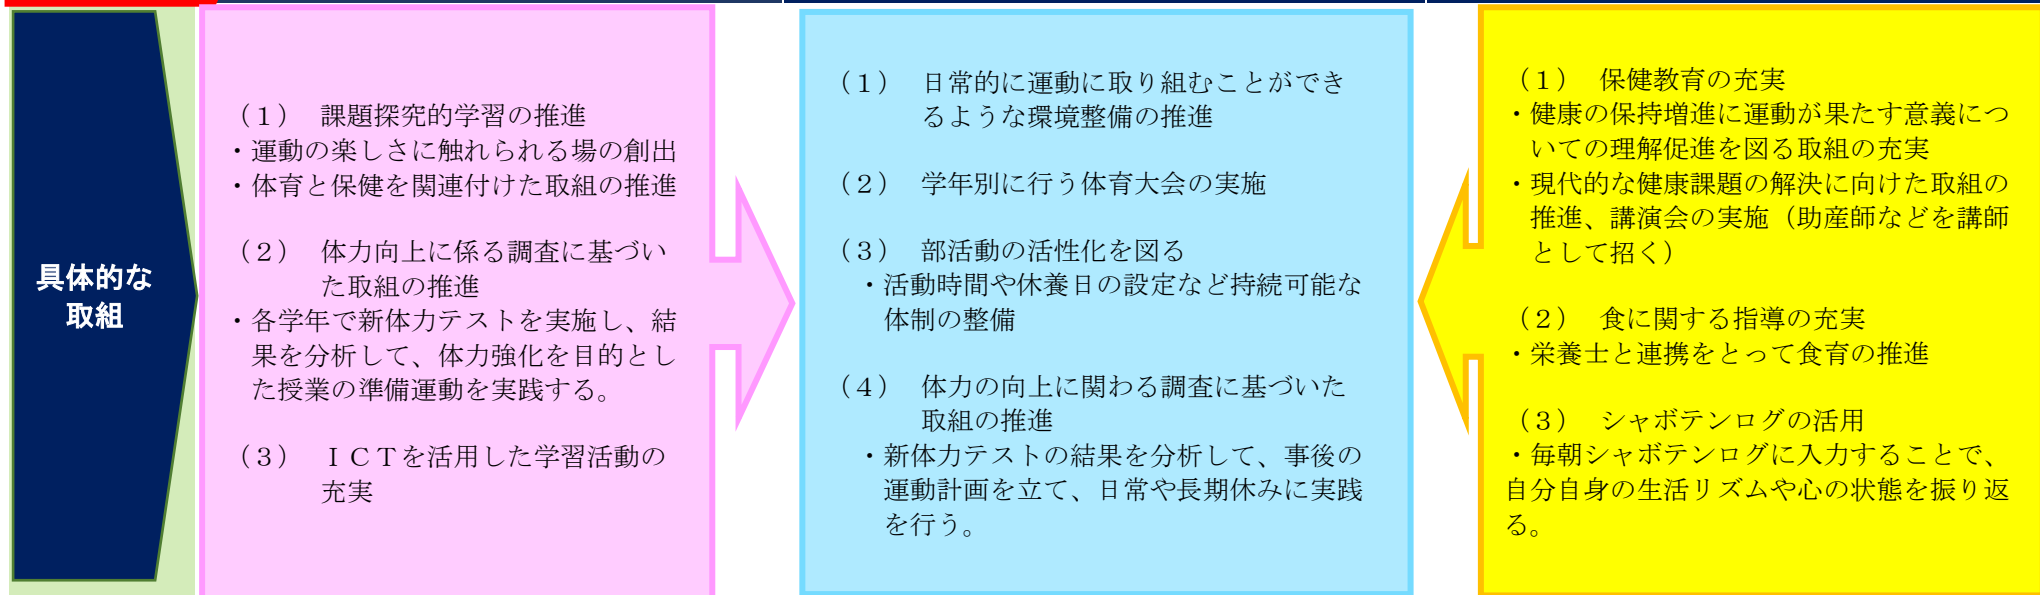 具体的な
取組
（１）　課題探究的学習の推進
・運動の楽しさに触れられる場の創出
・体育と保健を関連付けた取組の推進
（２）　体力向上に係る調査に基づい
た取組の推進
・各学年で新体力テストを実施し、結
果を分析して、体力強化を目的とし
た授業の準備運動を実践する。
（３）　ＩＣＴを活用した学習活動の
充実
（１）　日常的に運動に取り組むことができ
るような環境整備の推進
（２）　学年別に行う体育大会の実施
（３）　部活動の活性化を図る
・活動時間や休養日の設定など持続可能な
体制の整備
（４）　体力の向上に関わる調査に基づいた
取組の推進
・新体力テストの結果を分析して、事後の
運動計画を立て、日常や長期休みに実践
を行う。
（１）　保健教育の充実
・健康の保持増進に運動が果たす意義につ
いての理解促進を図る取組の充実
・現代的な健康課題の解決に向けた取組の
推進、講演会の実施（助産師などを講師
として招く）
（２）　食に関する指導の充実
・栄養士と連携をとって食育の推進
（３）　シャボテンログの活用
・毎朝シャボテンログに入力することで、
自分自身の生活リズムや心の状態を振り返
る。